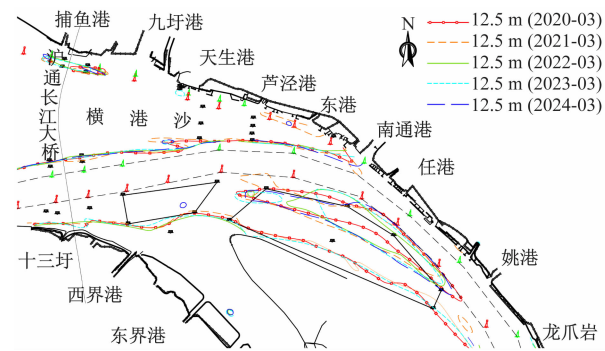 捕鱼港
九圩港
天生港
芦泾港
东港
南通港
任港
姚港
龙爪岩
沪通长江大桥
横港沙
十三圩
西界港
东界港
N
12.5 m (2020-03)
12.5 m (2021-03)
12.5 m (2022-03)
12.5 m (2023-03)
12.5 m (2024-03)